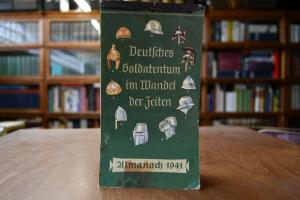 Deutsches
Soldatentum
im Wandel
der Zeiten
Almanach 1941